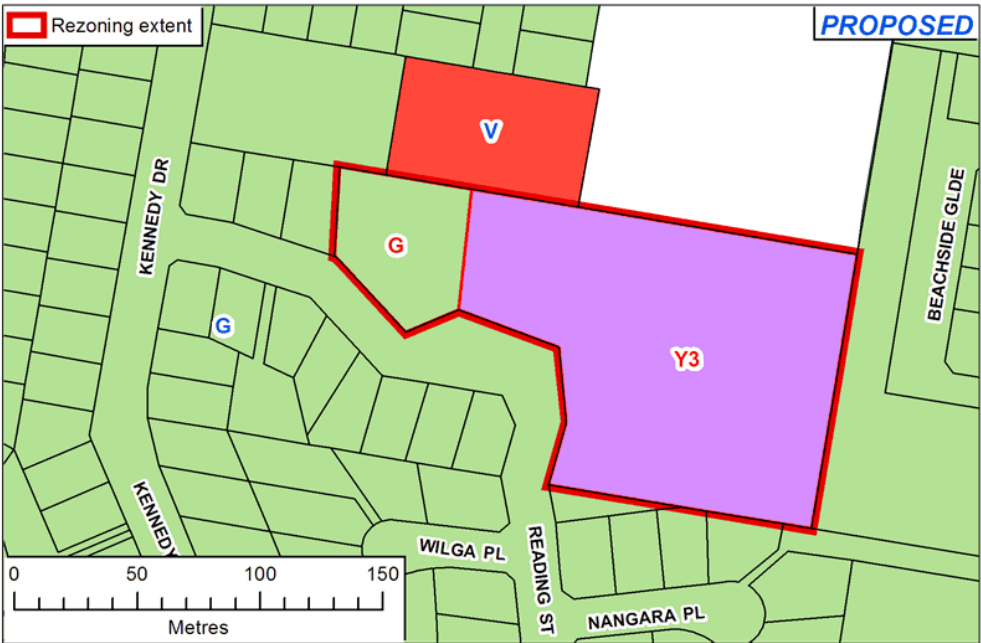 Rezoning extent
PROPOSED
V
KENNEDY DR
BEACHSIDE GLDE
G
G
Y3
KENNEDY
WILGA PL
READING ST
NANGARA PL
0 50 100 150
Metres